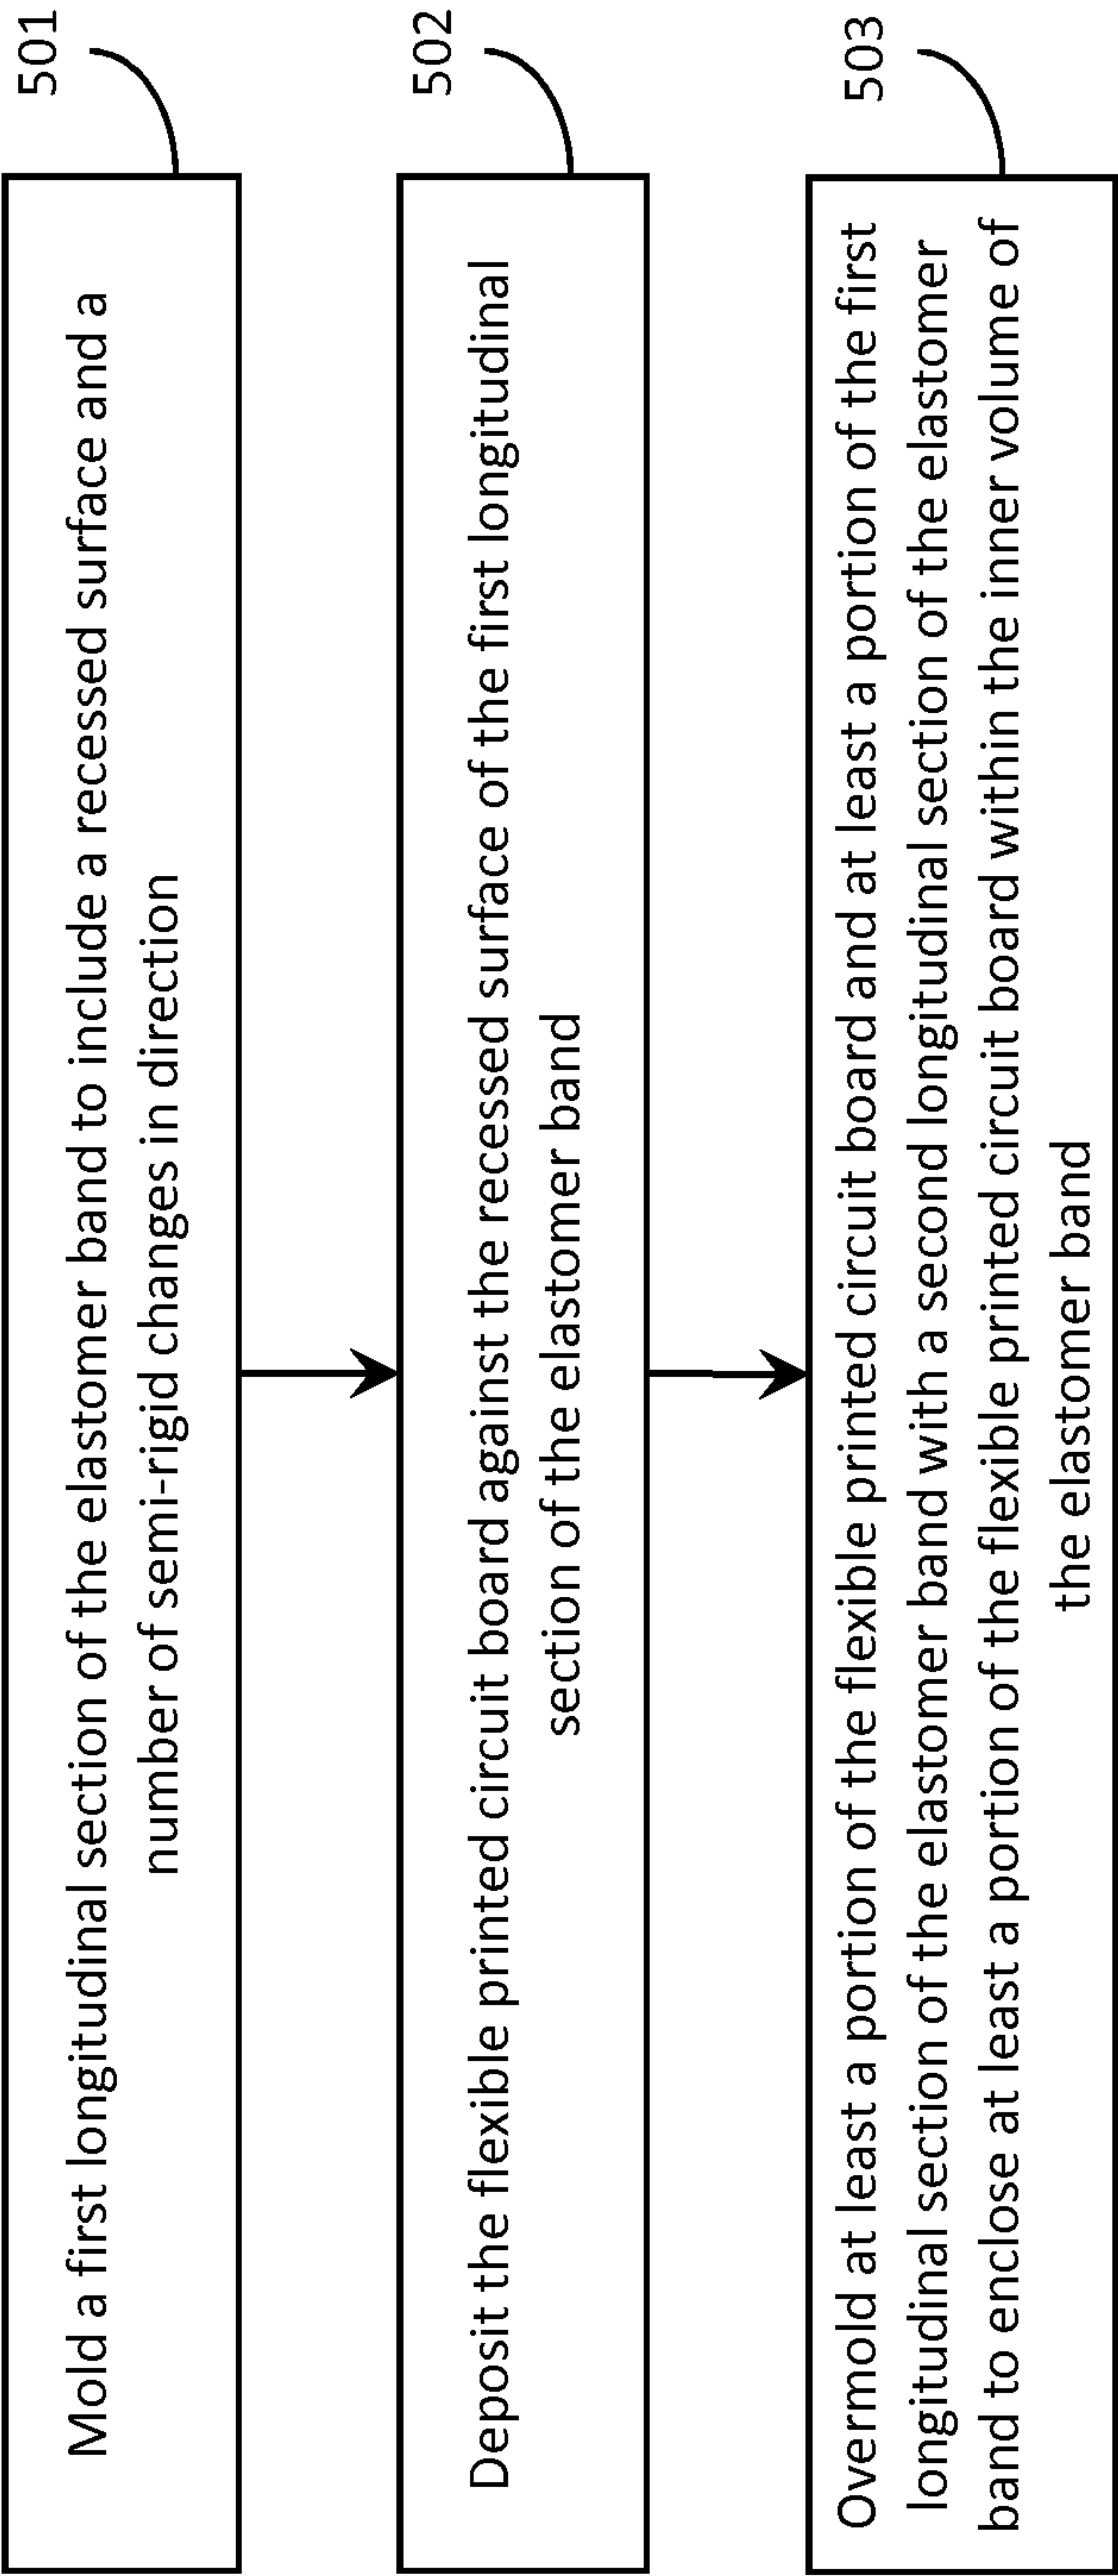 501
Mold a first longitudinal section of the elastomer band to include a recessed surface and a
number of semi-rigid changes in direction
502
Deposit the flexible printed circuit board against the recessed surface of the first longitudinal
section of the elastomer band
503
Overmold at least a portion of the flexible printed circuit board and at least a portion of the first
longitudinal section of the elastomer band with a second longitudinal section of the elastomer
band to enclose at least a portion of the flexible printed circuit board within the inner volume of
the elastomer band